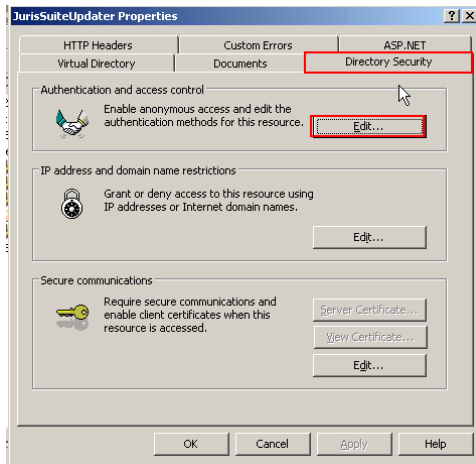 JurisSuiteUpdater Properties
HTTP Headers Custom Errors ASP.NET
Virtual Directory Documents Directory Security
Authentication and access control
Enable anonymous access and edit the
authentication methods for this resource.
Edit...
IP address and domain name restrictions
Grant or deny access to this resource using
IP addresses or Internet domain names.
Edit...
Secure communications
Require secure communications and
enable client certificates when this
resource is accessed.
Server Certificate...
View Certificate...
Edit...
OK Cancel Apply Help